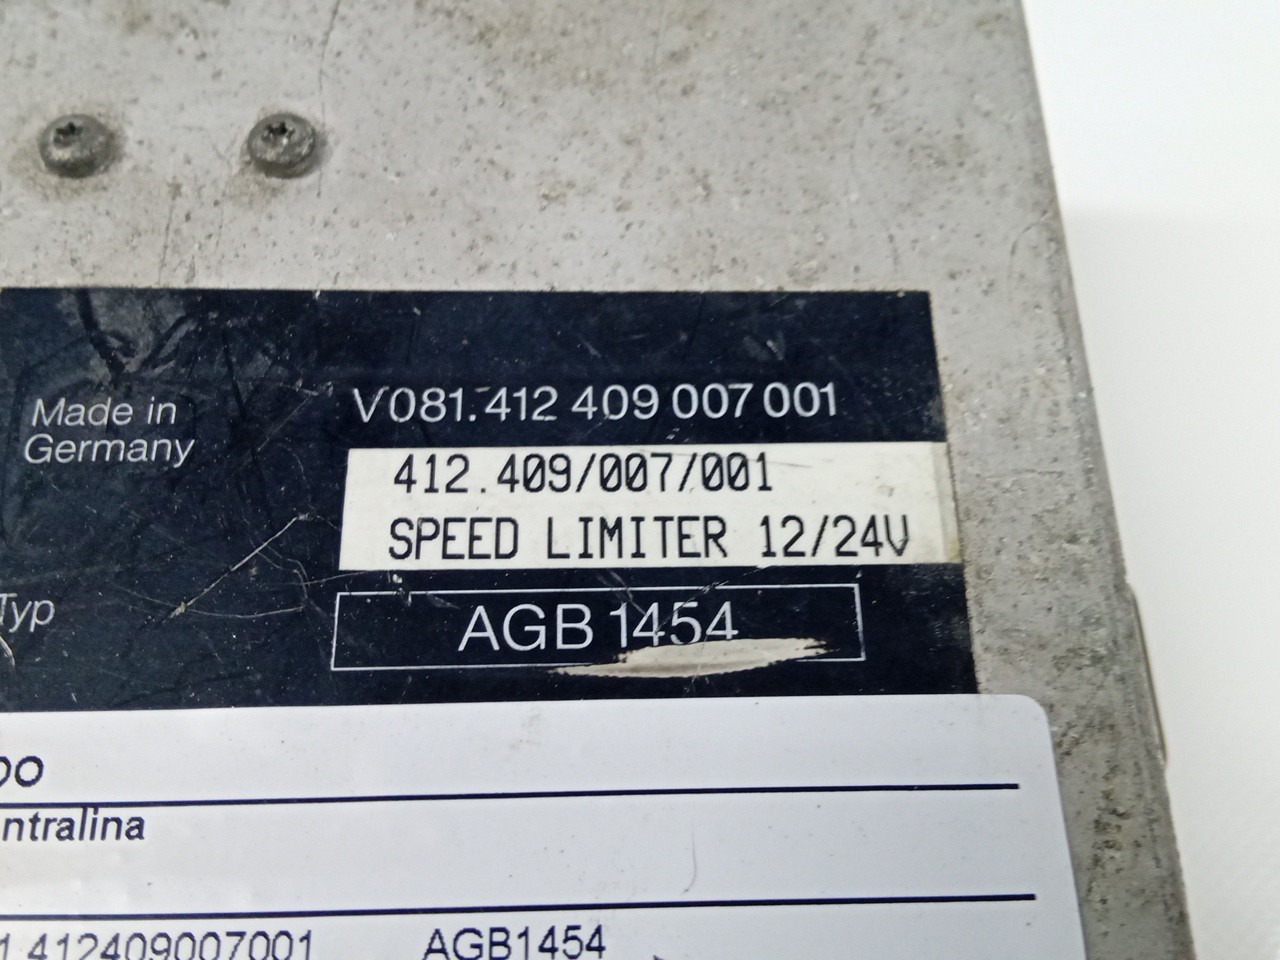 V081.412 409 007 001
Made in
Germany
412.409/007/001
SPEED LIMITER 12/24V
Typ
AGB 1454
ntralina
1.412409007001 AGB1454